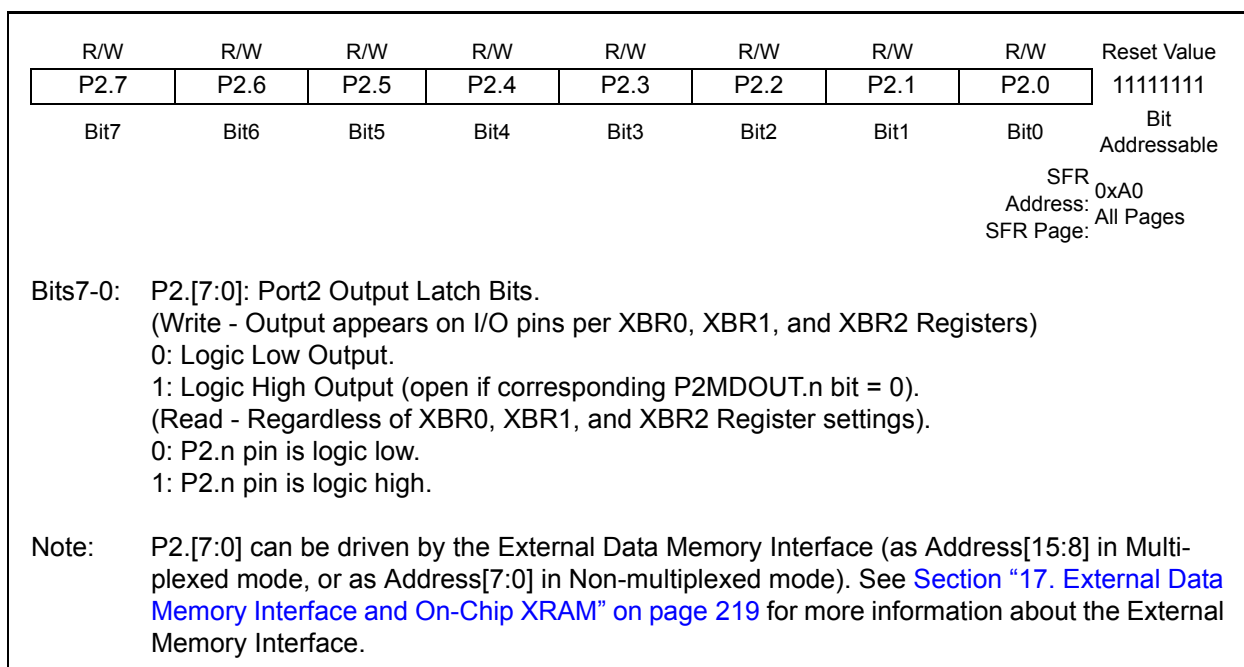 R/W R/W R/W R/W R/W R/W R/W R/W Reset Value
P2.7 P2.6 P2.5 P2.4 P2.3 P2.2 P2.1 P2.0 11111111
Bit7 Bit6 Bit5 Bit4 Bit3 Bit2 Bit1 Bit0 Bit
Addressable
SFR
Address: 0xA0
SFR Page: All Pages
Bits7-0: P2.[7:0]: Port2 Output Latch Bits.
(Write - Output appears on I/O pins per XBR0, XBR1, and XBR2 Registers)
0: Logic Low Output.
1: Logic High Output (open if corresponding P2MDOUT.n bit = 0).
(Read - Regardless of XBR0, XBR1, and XBR2 Register settings).
0: P2.n pin is logic low.
1: P2.n pin is logic high.
Note: P2.[7:0] can be driven by the External Data Memory Interface (as Address[15:8] in Multi-
plexed mode, or as Address[7:0] in Non-multiplexed mode). See Section “17. External Data
Memory Interface and On-Chip XRAM” on page 219 for more information about the External
Memory Interface.